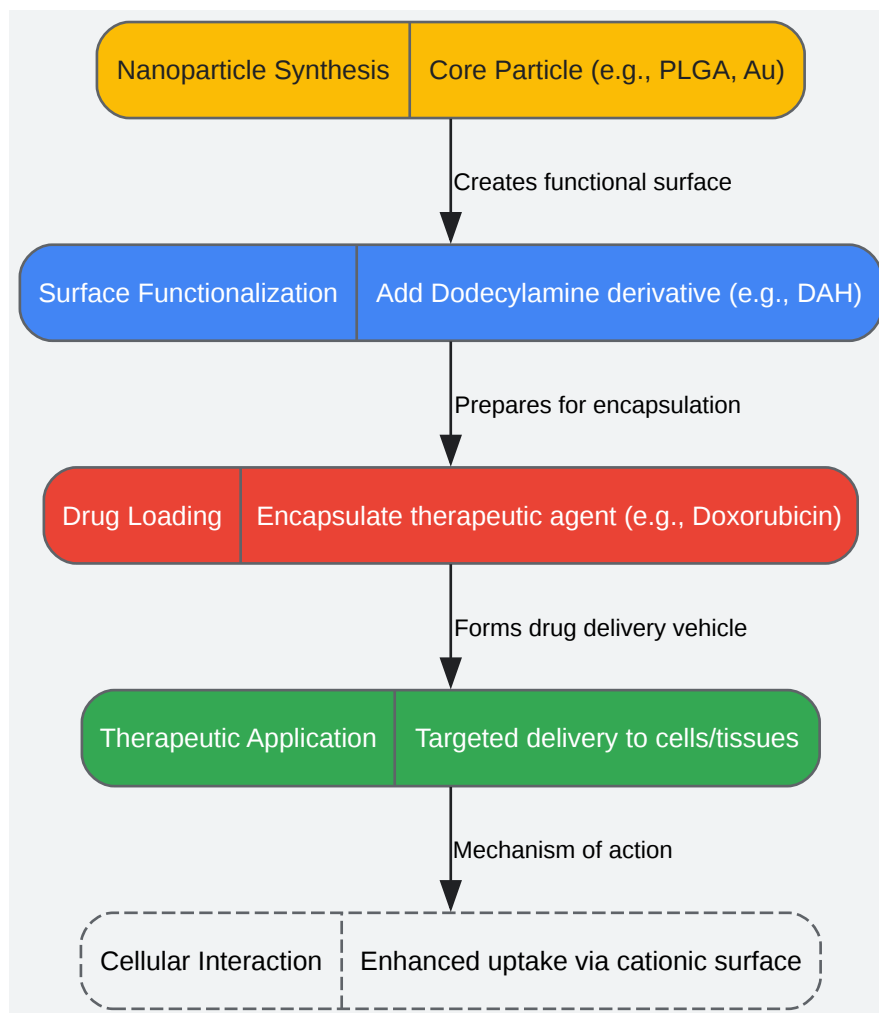 Nanoparticle Synthesis
Core Particle (e.g., PLGA, Au)
Creates functional surface
Surface Functionalization
Add Dodecylamine derivative (e.g., DAH)
Prepares for encapsulation
Drug Loading
Encapsulate therapeutic agent (e.g., Doxorubicin)
Forms drug delivery vehicle
Therapeutic Application
Targeted delivery to cells/tissues
Mechanism of action
Cellular Interaction
Enhanced uptake via cationic surface